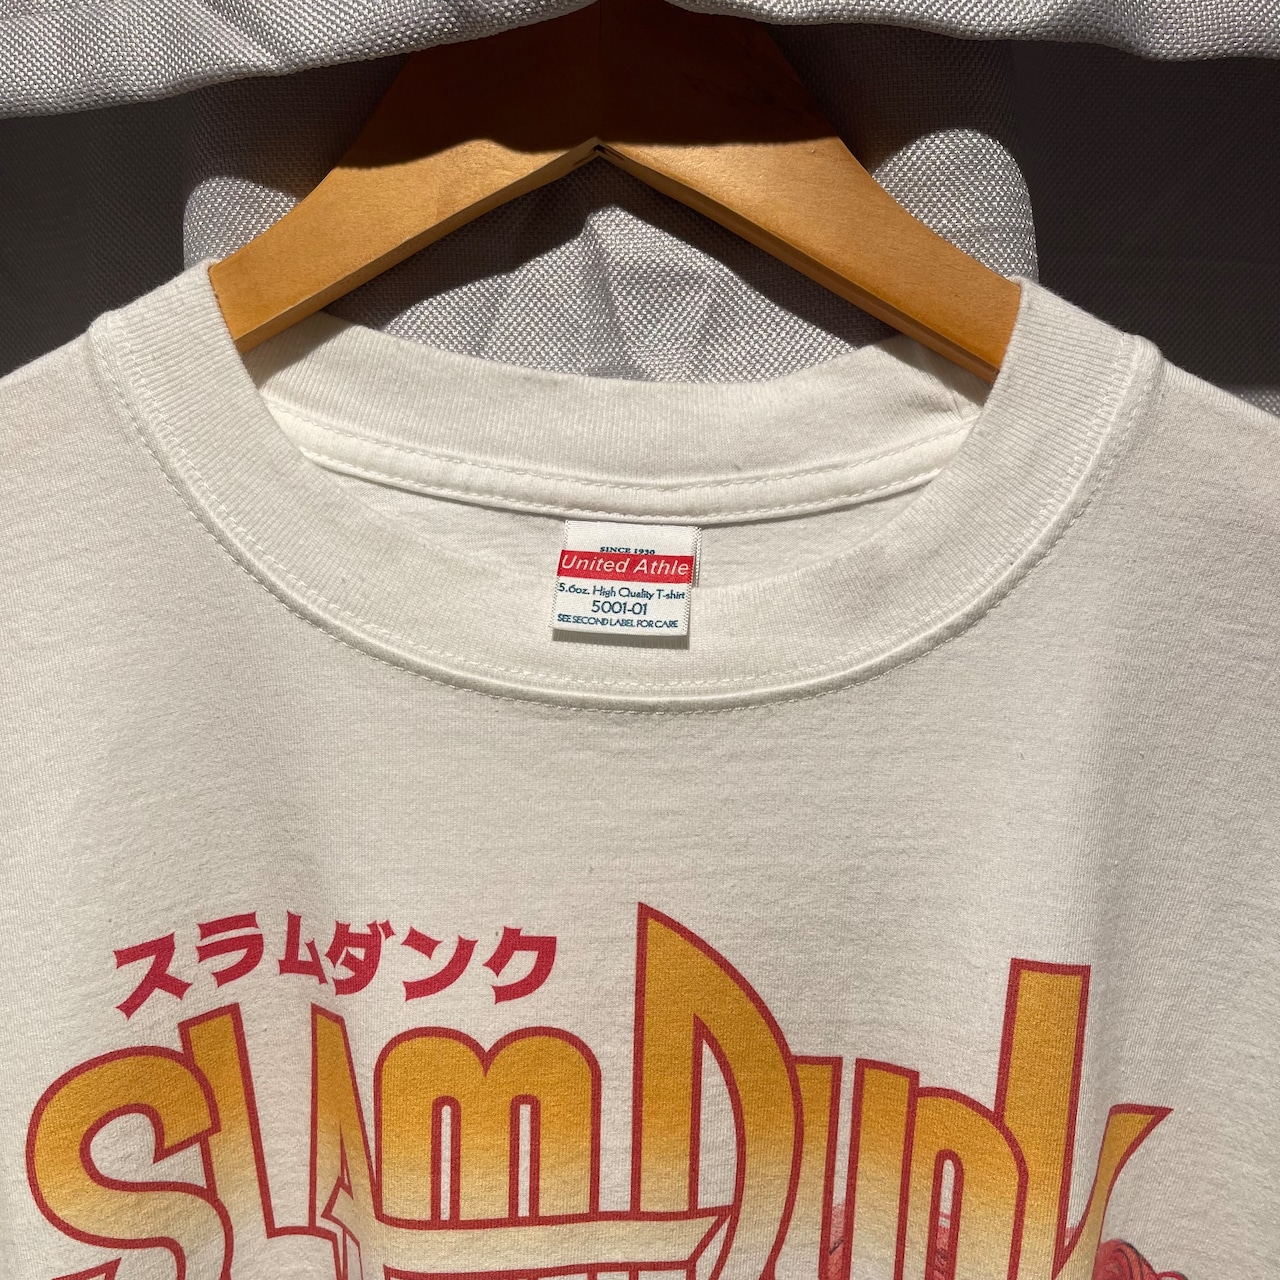 SINCE 1950
United Athle
5.6oz. High Quality T-shirt
5001-01
SEE SECOND LABEL FOR CARE
スラムダンク
SLAM DUNK